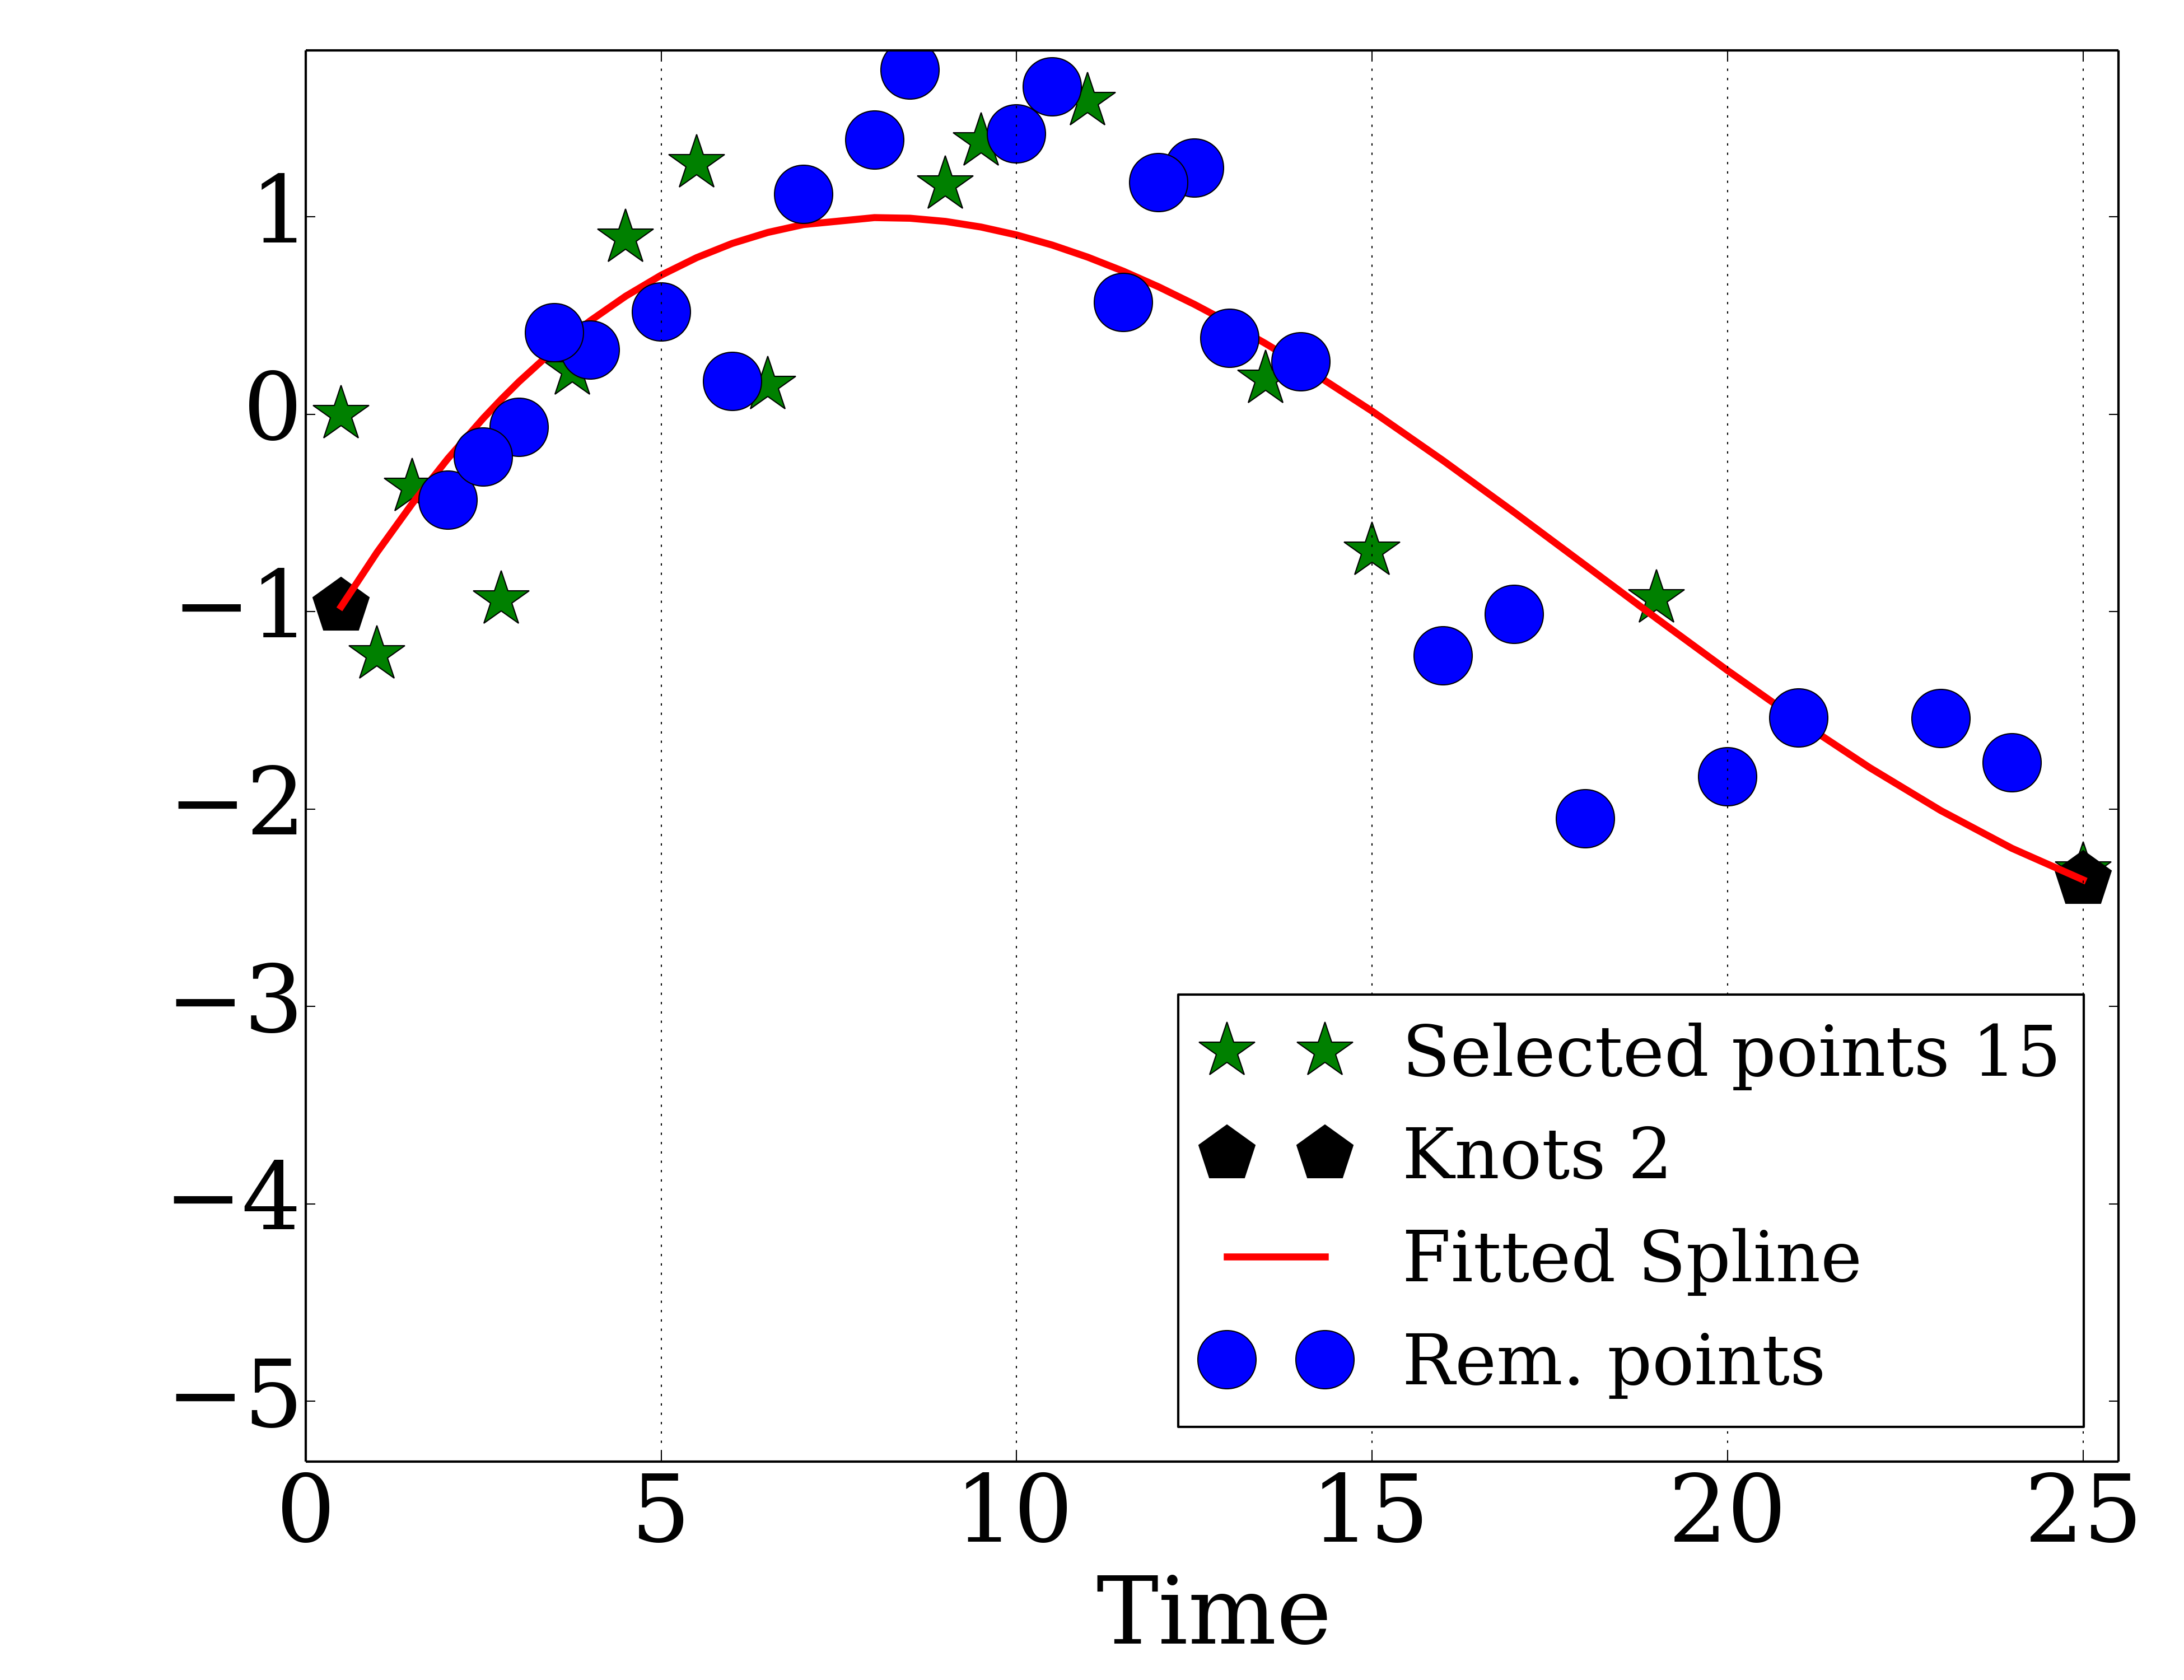 1
0
−1
−2
−3
−4
−5
Selected points 15
Knots 2
Fitted Spline
Rem. points
0 5 10 15 20 25
Time